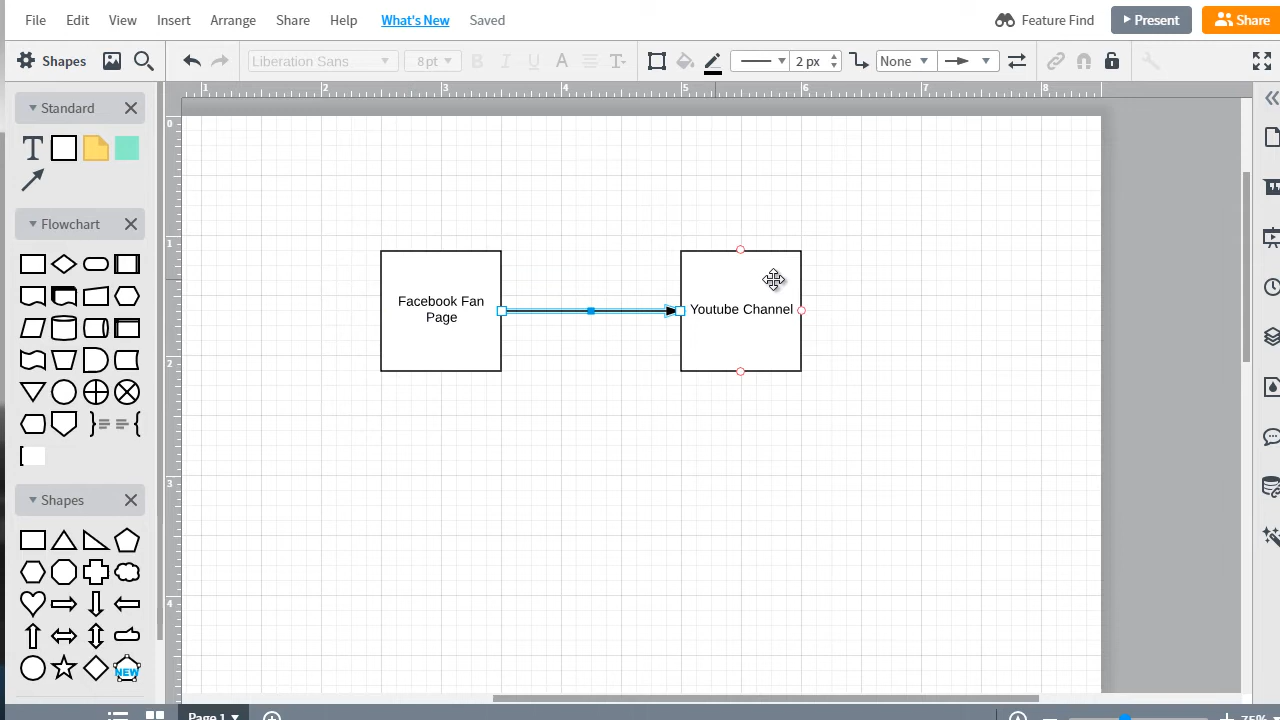 File Edit View Insert Arrange Share Help What's New Saved Feature Find Present Share
Shapes Liberation Sans 8pt B I U A T 2 px None
Standard
T
Flowchart
Shapes
NEW
1 2 3 4 5 6 7 8
0
1
2
3
4
Facebook Fan
Page
Youtube Channel
Page 1 75%